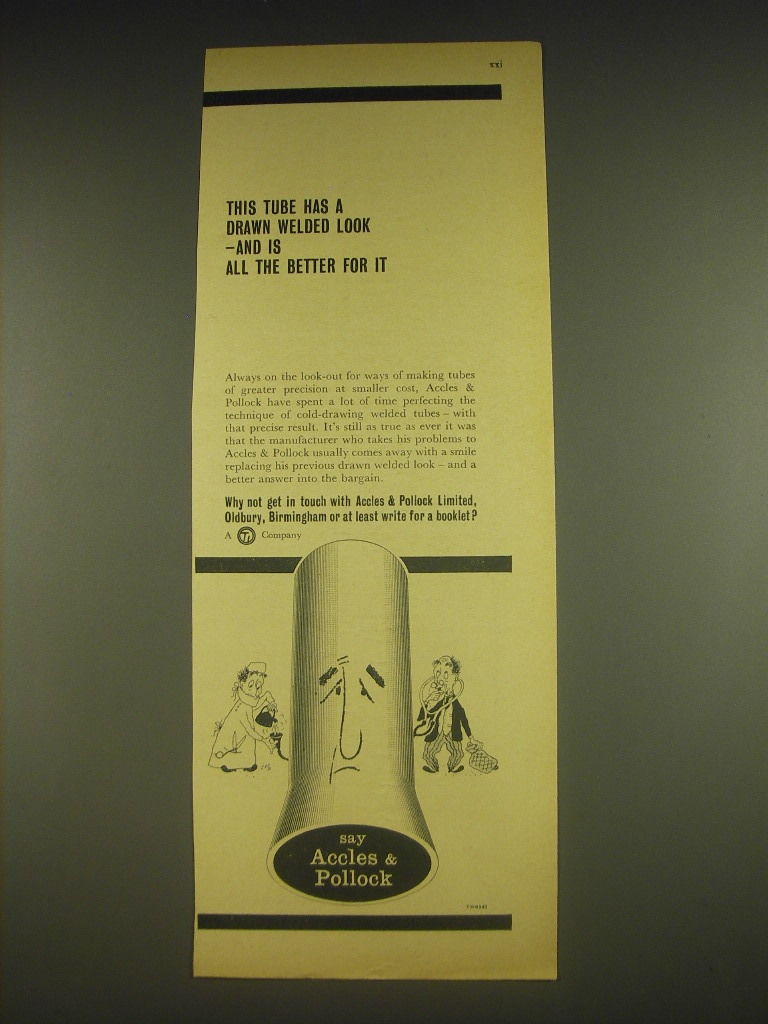 xxi
THIS TUBE HAS A
DRAWN WELDED LOOK
–AND IS
ALL THE BETTER FOR IT
Always on the look-out for ways of making tubes
of greater precision at smaller cost, Accles &
Pollock have spent a lot of time perfecting the
technique of cold-drawing welded tubes – with
that precise result. It's still as true as ever it was
that the manufacturer who takes his problems to
Accles & Pollock usually comes away with a smile
replacing his previous drawn welded look – and a
better answer into the bargain.
Why not get in touch with Accles & Pollock Limited,
Oldbury, Birmingham or at least write for a booklet?
A TI Company
say
Accles &
Pollock